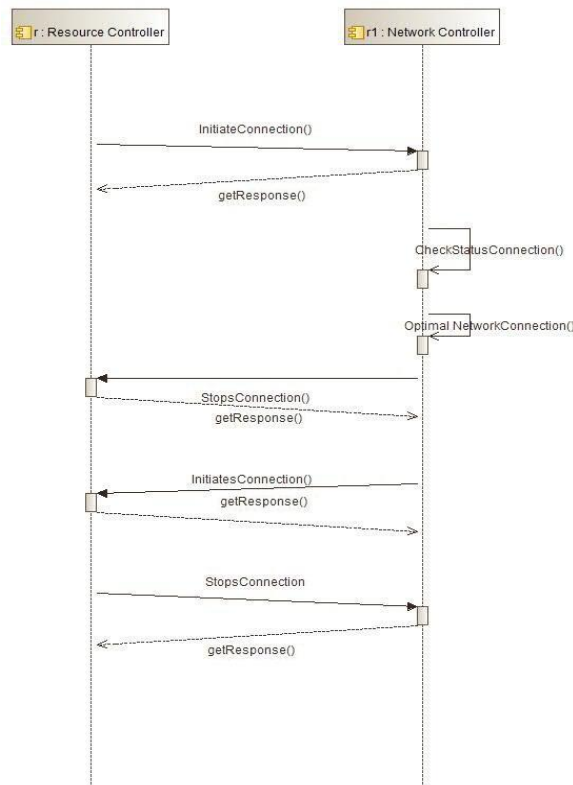 r : Resource Controller
r1 : Network Controller
InitiateConnection()
getResponse()
CheckStatusConnection()
Optimal NetworkConnection()
StopsConnection()
getResponse()
InitiatesConnection()
getResponse()
StopsConnection
getResponse()